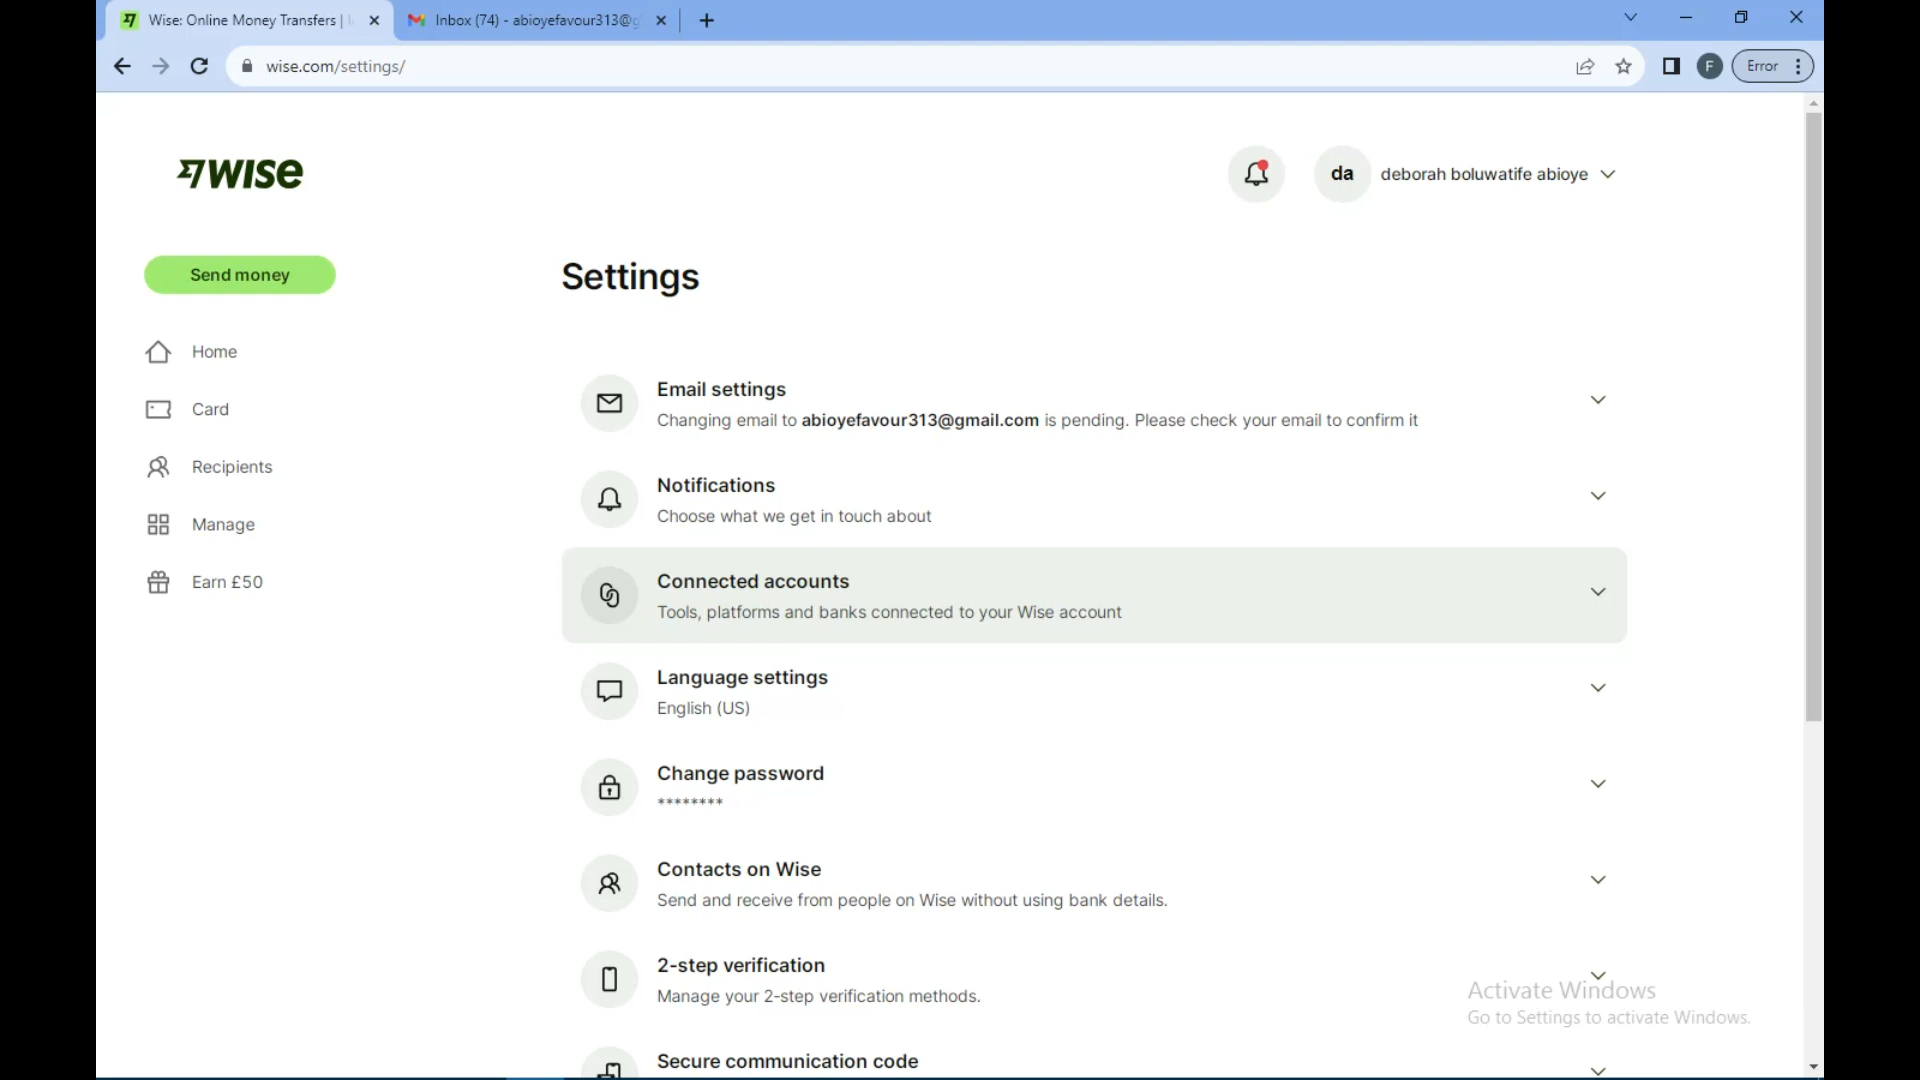 Wise: Online Money Transfers |
Inbox (74) - abioyefavour313@g
wise.com/settings/
F
Error
7WISE
da
deborah boluwatife abioye
Send money
Settings
Home
Email settings
Changing email to abioyefavour313@gmail.com is pending. Please check your email to confirm it
Card
Recipients
Notifications
Choose what we get in touch about
Manage
Earn £50
Connected accounts
Tools, platforms and banks connected to your Wise account
Language settings
English (US)
Change password
********
Contacts on Wise
Send and receive from people on Wise without using bank details.
2-step verification
Manage your 2-step verification methods.
Activate Windows
Go to Settings to activate Windows.
Secure communication code